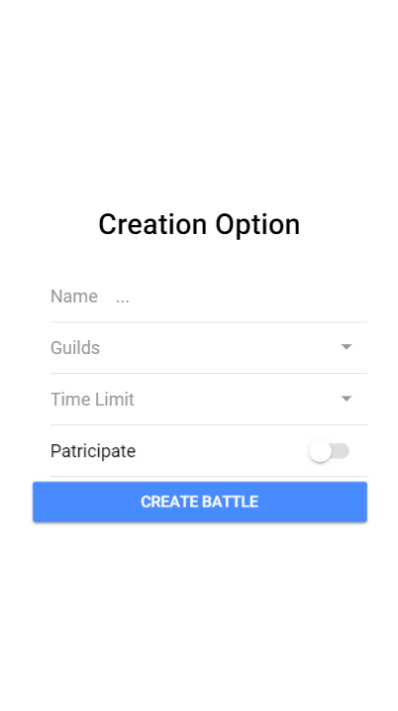 Creation Option
Name ...
Guilds
Time Limit
Patricipate
CREATE BATTLE